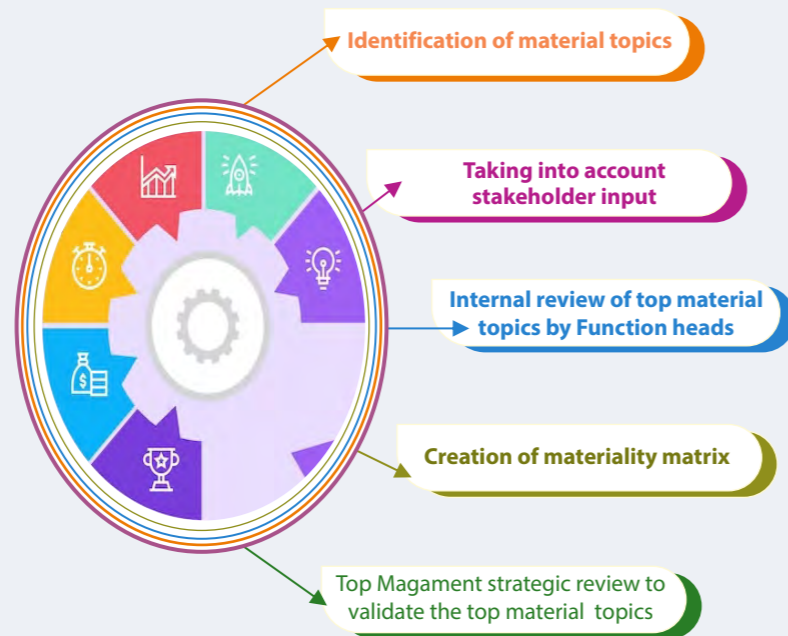 Identification of material topics
Taking into account
stakeholder input
Internal review of top material
topics by Function heads
Creation of materiality matrix
Top Magament strategic review to
validate the top material topics
$